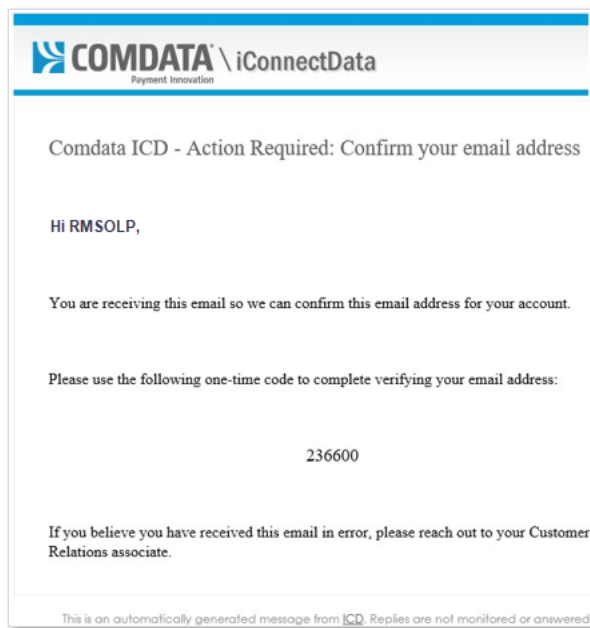 COMDATA \ iConnectData
Payment Innovation
Comdata ICD - Action Required: Confirm your email address
Hi RMSOLP,
You are receiving this email so we can confirm this email address for your account.
Please use the following one-time code to complete verifying your email address:
236600
If you believe you have received this email in error, please reach out to your Customer
Relations associate.
This is an automatically generated message from ICD. Replies are not monitored or answered